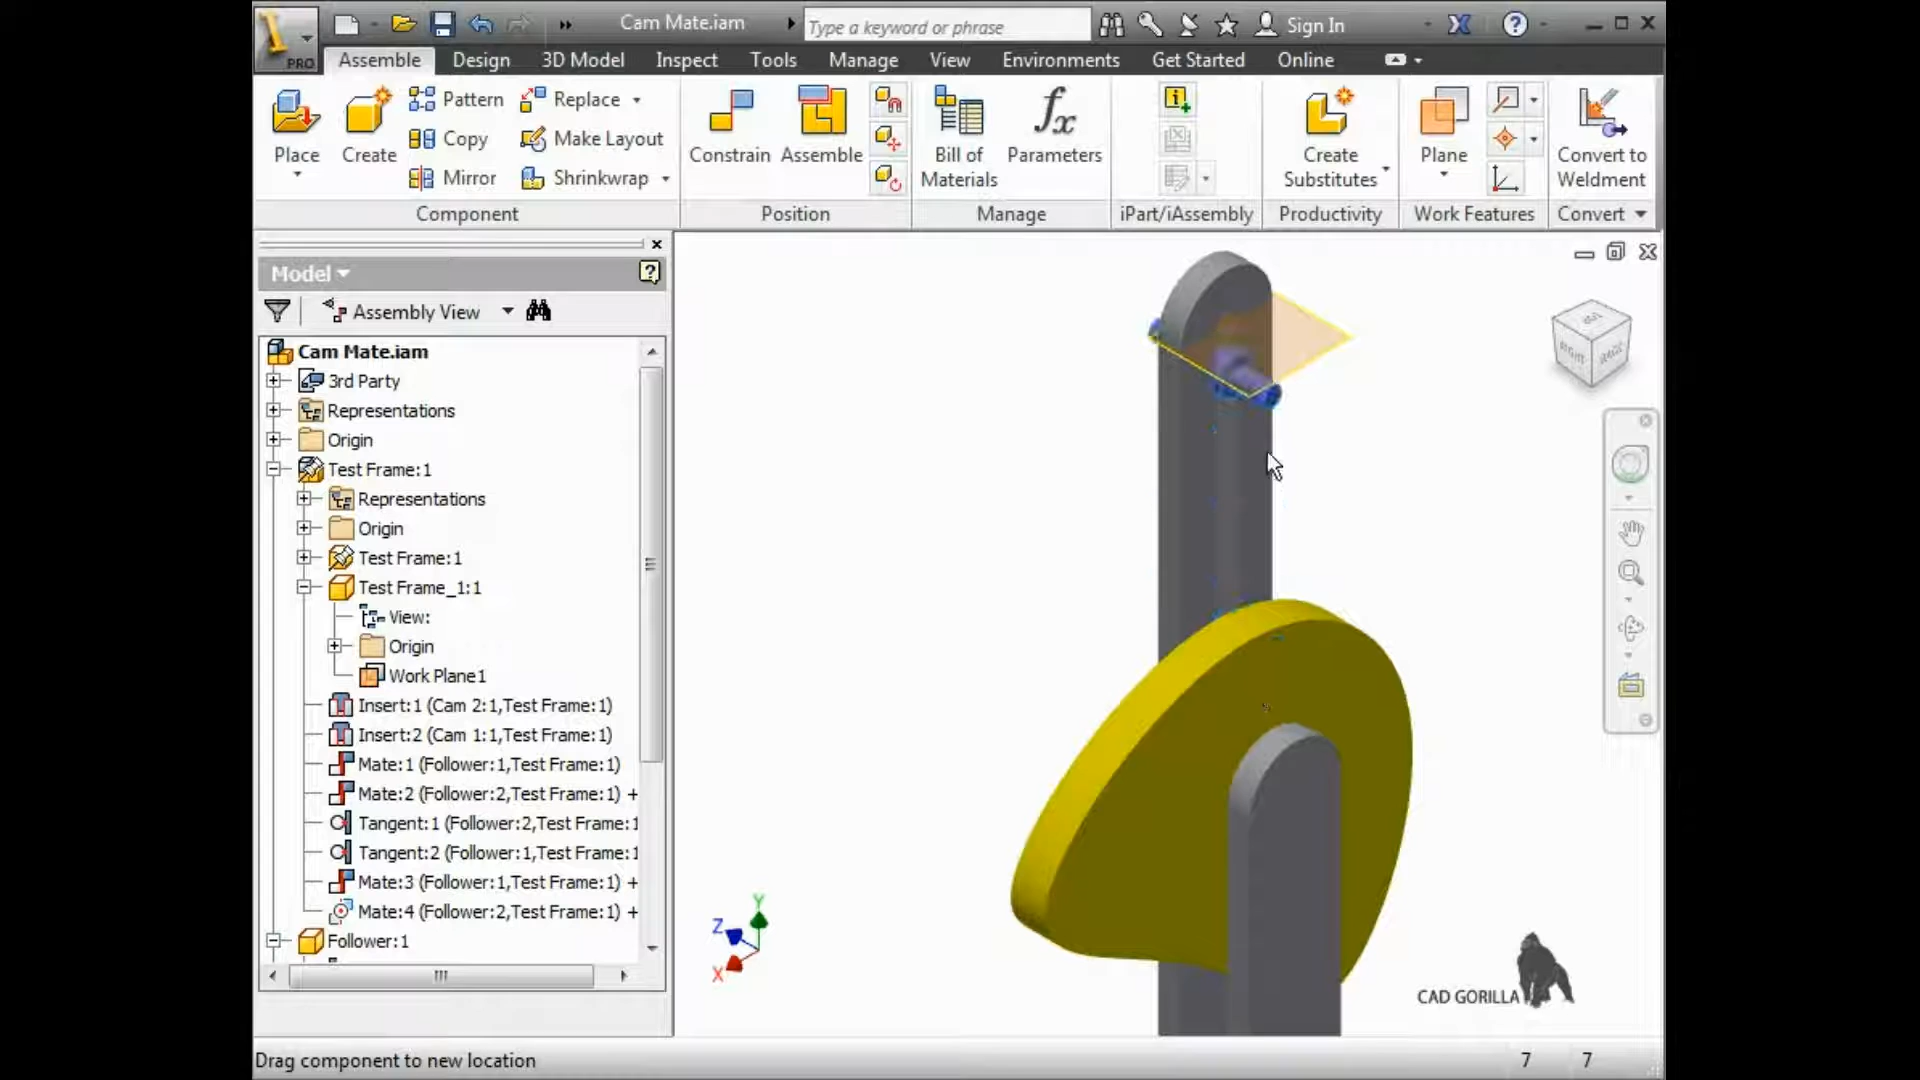 PRO
Cam Mate.iam
Type a keyword or phrase
Sign In
Assemble Design 3D Model Inspect Tools Manage View Environments Get Started Online
Place
Create
Pattern
Copy
Mirror
Replace
Make Layout
Shrinkwrap
Component
Constrain
Assemble
Position
Bill of
Materials
Parameters
Manage
iPart/iAssembly
Create
Substitutes
Productivity
Plane
Work Features
Convert to
Weldment
Convert
Model
Assembly View
Cam Mate.iam
3rd Party
Representations
Origin
Test Frame:1
Representations
Origin
Test Frame:1
Test Frame_1:1
View:
Origin
Work Plane1
Insert:1 (Cam 2:1,Test Frame:1)
Insert:2 (Cam 1:1,Test Frame:1)
Mate:1 (Follower:1,Test Frame:1)
Mate:2 (Follower:2,Test Frame:1) +
Tangent:1 (Follower:2,Test Frame:1
Tangent:2 (Follower:1,Test Frame:1
Mate:3 (Follower:1,Test Frame:1) +
Mate:4 (Follower:2,Test Frame:1) +
Follower:1
RIGHT
Y
Z
X
CAD GORILLA
Drag component to new location
7 7